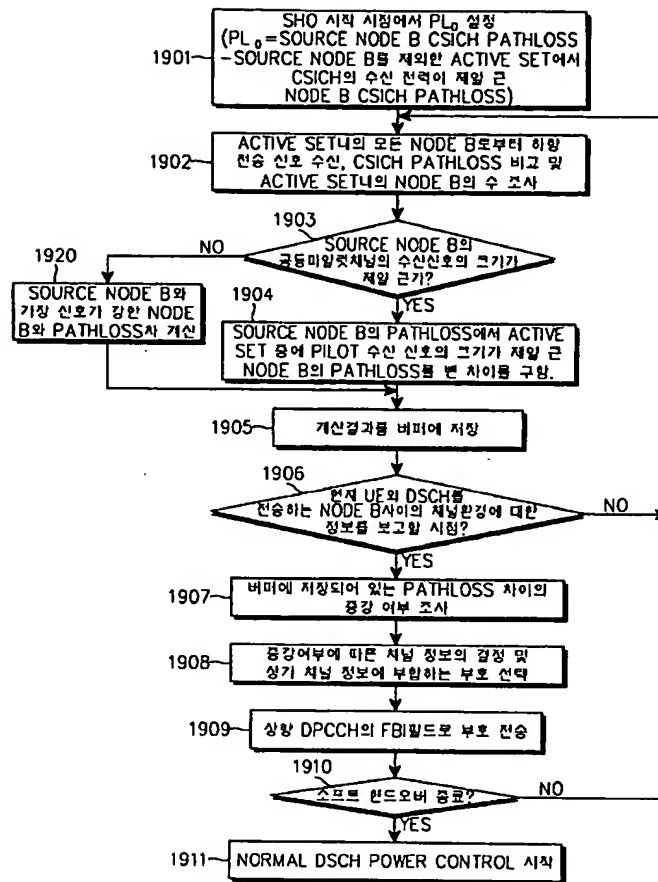 1901
SHO 시작 시점에서 PL0 설정
(PL0=SOURCE NODE B CSICH PATHLOSS
-SOURCE NODE B를 제외한 ACTIVE SET에서
CSICH의 수신 전력이 제일 큰
NODE B CSICH PATHLOSS)
1902
ACTIVE SET내의 모든 NODE B로부터 하향
전송 신호 수신, CSICH PATHLOSS 비교 및
ACTIVE SET내의 NODE B의 수 조사
1903
SOURCE NODE B의
공통파일럿채널의 수신신호의 크기가
제일 큰가?
NO
YES
1920
SOURCE NODE B와
가장 신호가 강한 NODE
B와 PATHLOSS차 계산
1904
SOURCE NODE B의 PATHLOSS에서 ACTIVE
SET 중에 PILOT 수신 신호의 크기가 제일 큰
NODE B의 PATHLOSS를 뺀 차이를 구함.
1905
계산결과를 버퍼에 저장
1906
현재 UE와 DSCH를
전송하는 NODE B사이의 채널환경에 대한
정보를 보고할 시점?
NO
YES
1907
버퍼에 저장되어 있는 PATHLOSS 차이의
증감 여부 조사
1908
증감여부에 따른 채널 정보의 결정 및
상기 채널 정보에 부합하는 부호 선택
1909
상향 DPCCH의 FBI필드로 부호 전송
1910
소프트 핸드오버 종료?
NO
YES
1911
NORMAL DSCH POWER CONTROL 시작